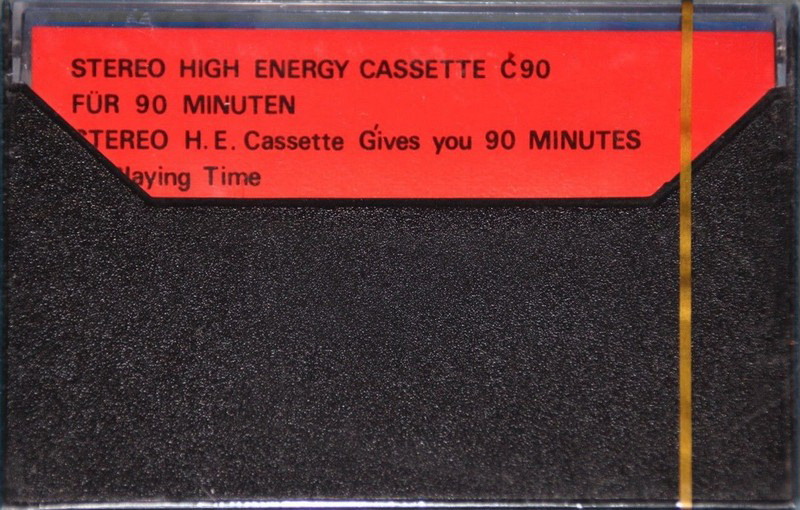 STEREO HIGH ENERGY CASSETTE C90
FÜR 90 MINUTEN
STEREO H.E. Cassette Gives you 90 MINUTES
laying Time